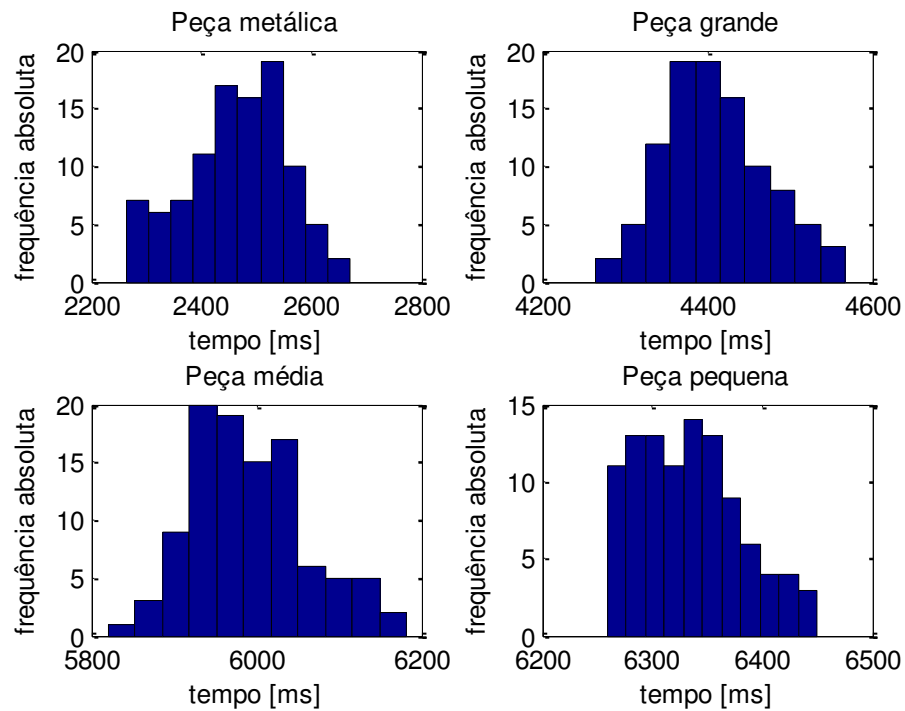 Peça metálica
frequência absoluta
20
15
10
5
0
2200 2400 2600 2800
tempo [ms]
Peça grande
frequência absoluta
20
15
10
5
0
4200 4400 4600
tempo [ms]
Peça média
frequência absoluta
20
15
10
5
0
5800 6000 6200
tempo [ms]
Peça pequena
frequência absoluta
15
10
5
0
6200 6300 6400 6500
tempo [ms]